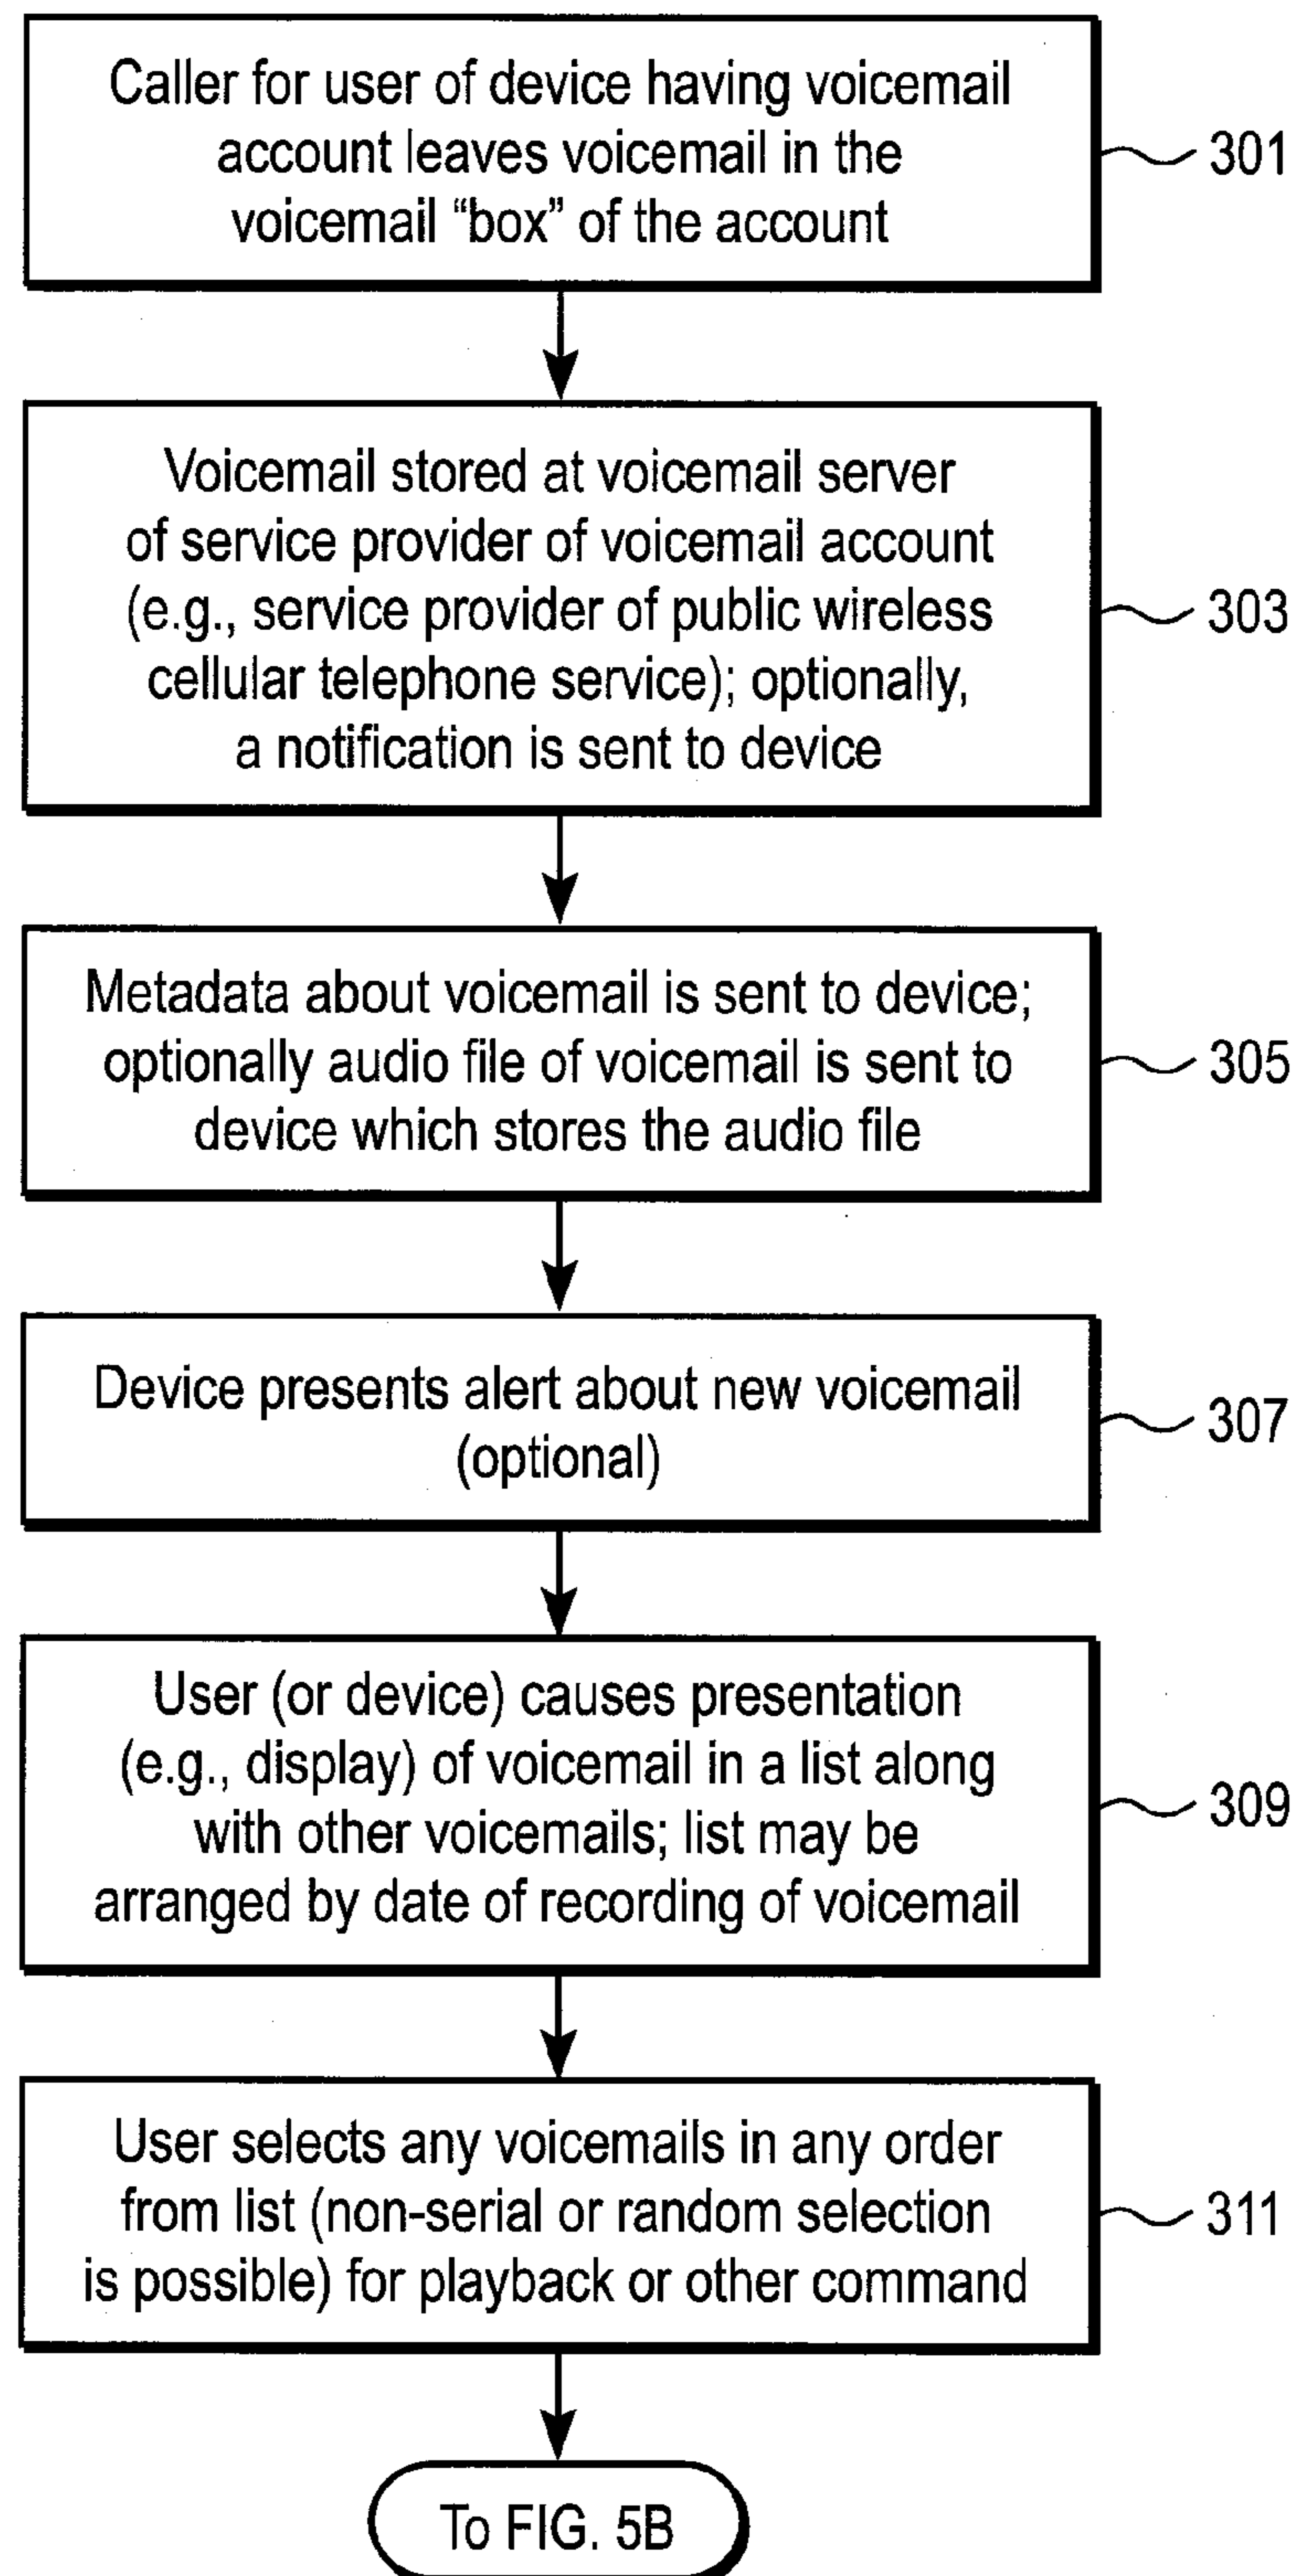 Caller for user of device having voicemail
account leaves voicemail in the
voicemail “box” of the account
301
Voicemail stored at voicemail server
of service provider of voicemail account
(e.g., service provider of public wireless
cellular telephone service); optionally,
a notification is sent to device
303
Metadata about voicemail is sent to device;
optionally audio file of voicemail is sent to
device which stores the audio file
305
Device presents alert about new voicemail
(optional)
307
User (or device) causes presentation
(e.g., display) of voicemail in a list along
with other voicemails; list may be
arranged by date of recording of voicemail
309
User selects any voicemails in any order
from list (non-serial or random selection
is possible) for playback or other command
311
To FIG. 5B